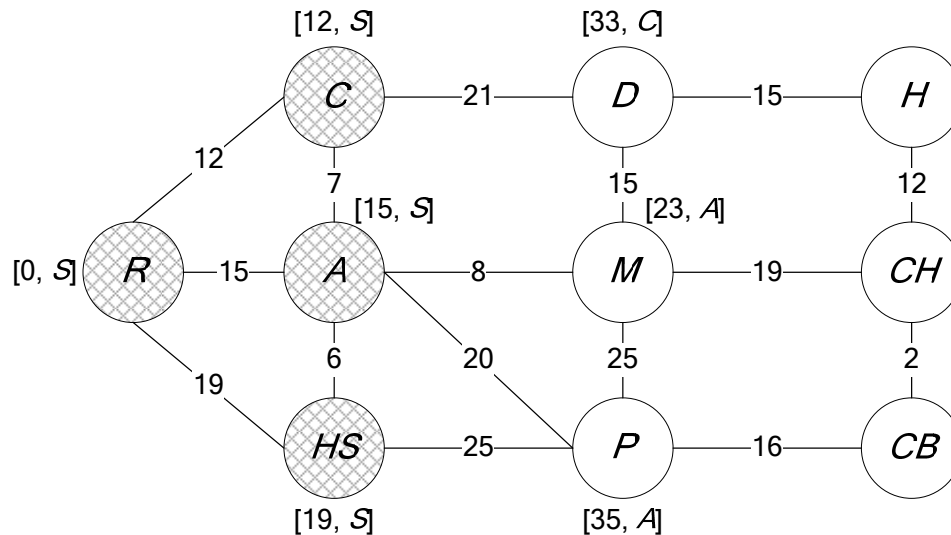 [12, S]
[33, C]
C
21
D
15
H
12
7
15
12
[15, S]
[23, A]
[0, S]
R
15
A
8
M
19
CH
6
20
25
2
19
HS
25
P
16
CB
[19, S]
[35, A]